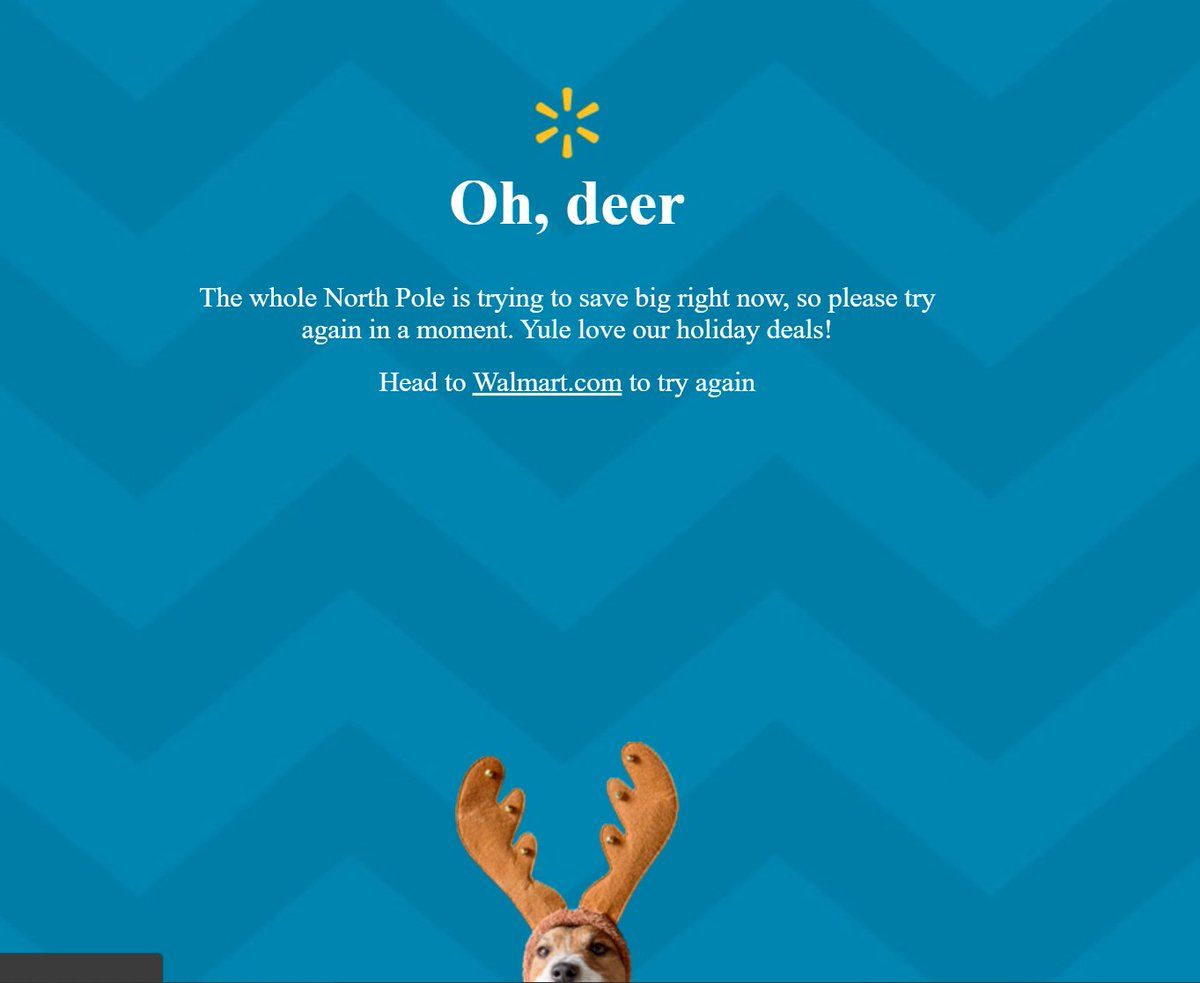 Oh, deer
The whole North Pole is trying to save big right now, so please try
again in a moment. Yule love our holiday deals!
Head to Walmart.com to try again